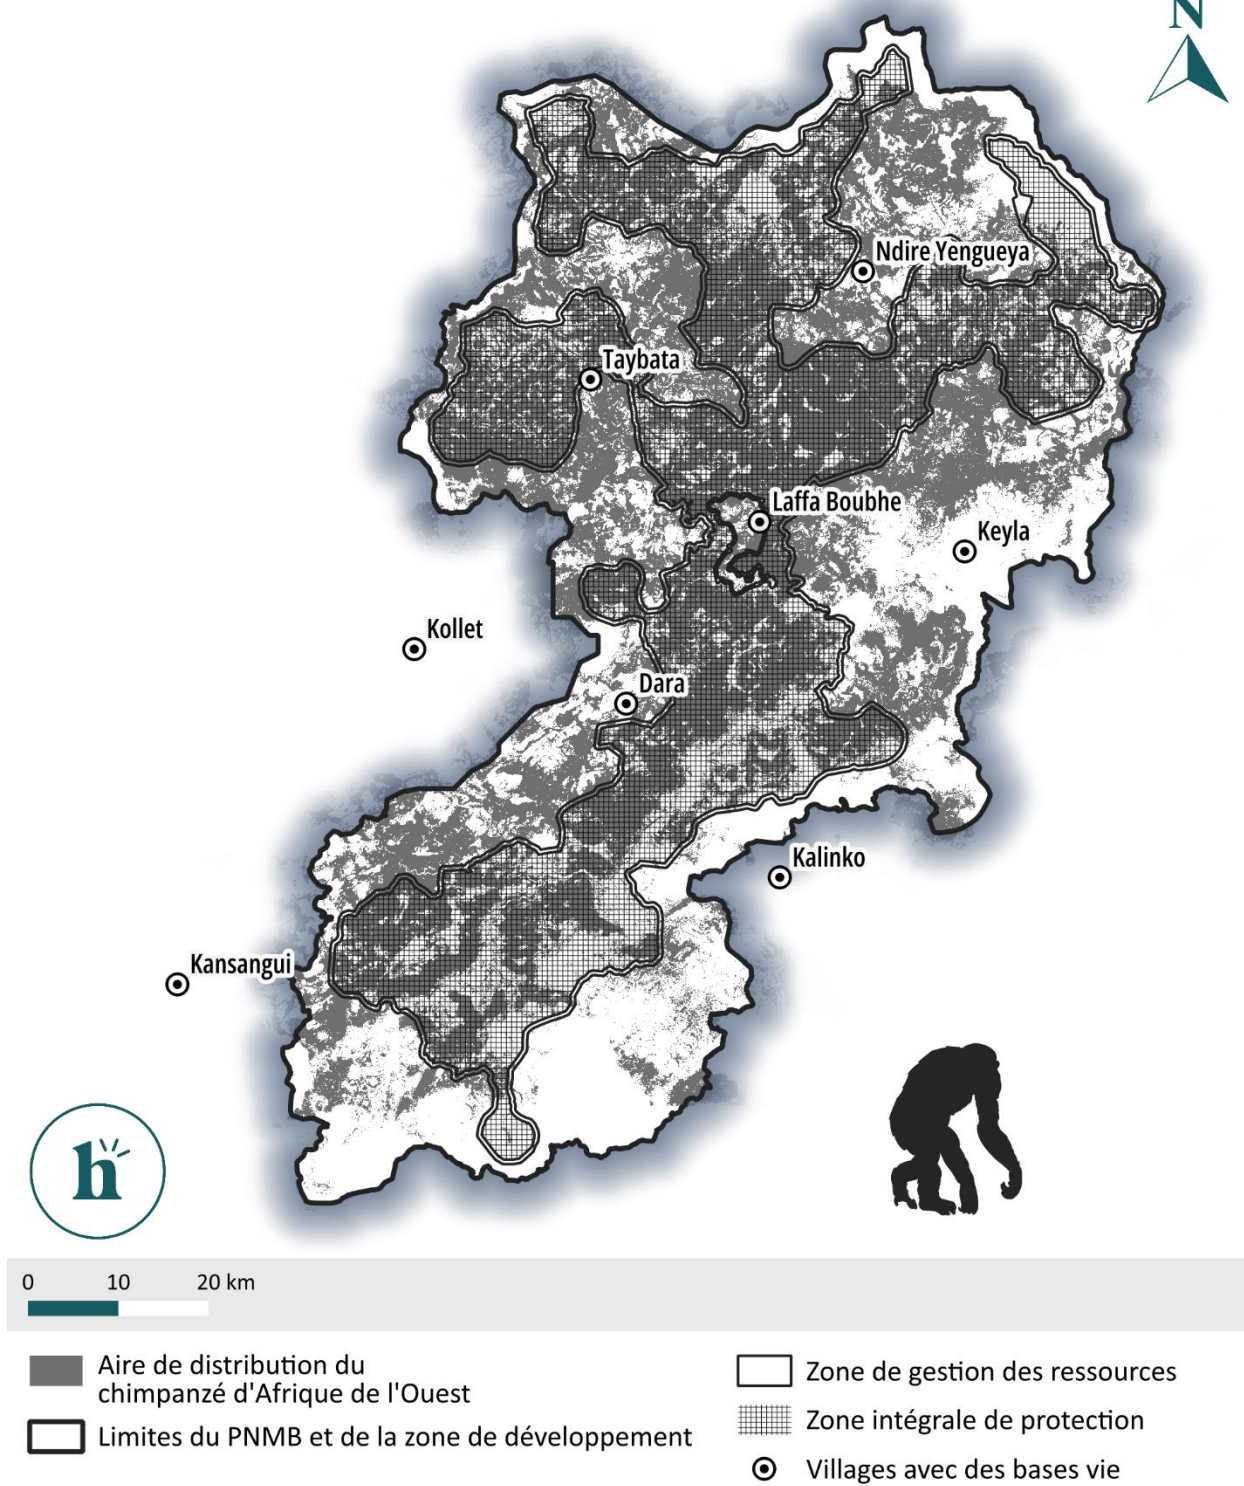 N
Ndire Yengueya
Taybata
Laffa Boubhe
Keyla
Kollet
Dara
Kalinko
Kansangui
h
0 10 20 km
Aire de distribution du
chimpanzé d'Afrique de l'Ouest
Limites du PNMB et de la zone de développement
Zone de gestion des ressources
Zone intégrale de protection
Villages avec des bases vie